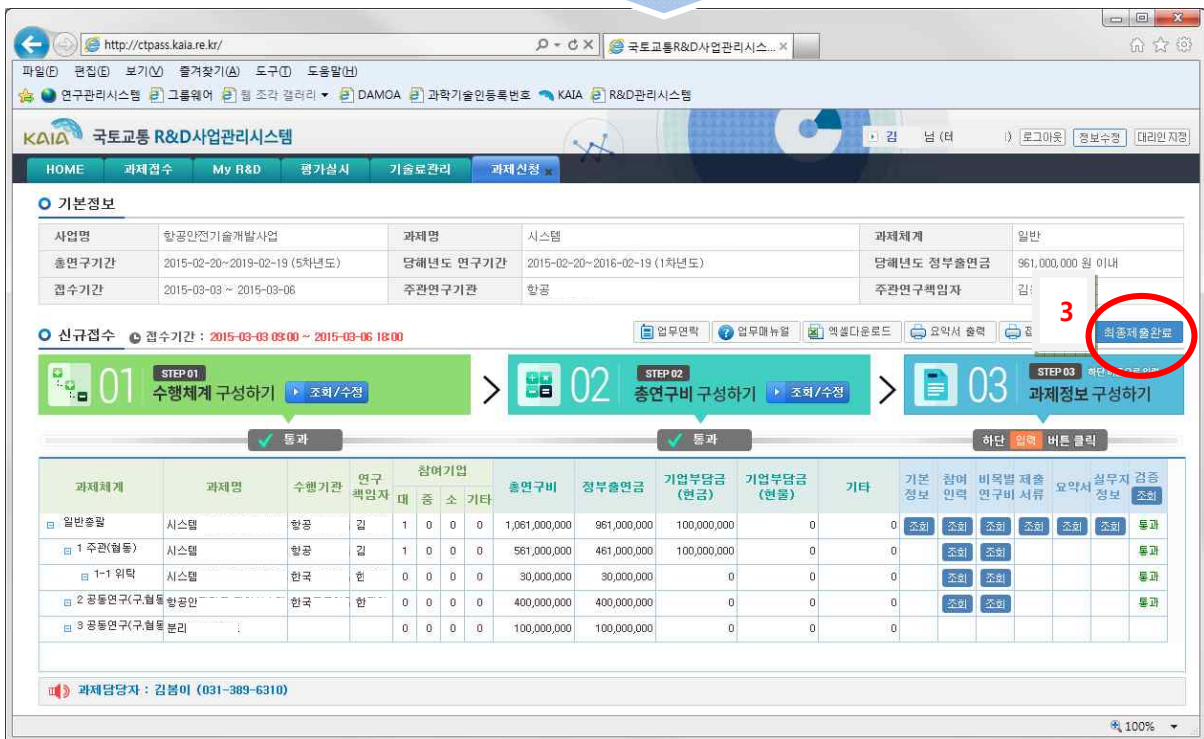 http://ctpass.kaia.re.kr/
국토교통R&D사업관리시스...
파일(F) 편집(E) 보기(V) 즐겨찾기(A) 도구(T) 도움말(H)
연구관리시스템 그룹웨어 웹 조각 갤러리 DAMOA 과학기술인등록번호 KAIA R&D관리시스템
KAIA 국토교통 R&D사업관리시스템
김 님 (터 ) 로그아웃 정보수정 대리인 지정
HOME 과제접수 My R&D 평가실시 기술료관리 과제신청
기본정보
사업명 항공안전기술개발사업 과제명 시스템 과제체계 일반
총연구기간 2015-02-20~2019-02-19 (5차년도) 당해년도 연구기간 2015-02-20~2016-02-19 (1차년도) 당해년도 정부출연금 961,000,000 원 이내
접수기간 2015-03-03 ~ 2015-03-06 주관연구기관 항공 주관연구책임자 김
3
신규접수 접수기간 : 2015-03-03 09:00 ~ 2015-03-06 18:00 업무연락 업무매뉴얼 엑셀다운로드 요약서 출력 최종제출완료
01 STEP 01 수행체계 구성하기 조회/수정
02 STEP 02 총연구비 구성하기 조회/수정
03 STEP 03 과제정보 구성하기
통과 통과 하단 입력 버튼 클릭
과제체계 과제명 수행기관 연구책임자 참여기업 대 중 소 기타 총연구비 정부출연금 기업부담금 (현금) 기업부담금 (현물) 기타 기본정보 참여인력 비목별 연구비 제출서류 요약서 실무자정보 검증 조회
일반총괄 시스템 항공 김 1 0 0 0 1,061,000,000 961,000,000 100,000,000 0 0 조회 조회 조회 조회 조회 조회 통과
1 주관(협동) 시스템 항공 김 1 0 0 0 561,000,000 461,000,000 100,000,000 0 0 조회 조회 통과
1-1 위탁 시스템 한국 한 0 0 0 0 30,000,000 30,000,000 0 0 0 조회 조회 통과
2 공동연구(구,협동 항공안 한국 한 0 0 0 0 400,000,000 400,000,000 0 0 0 조회 조회 통과
3 공동연구(구,협동 분리 0 0 0 0 100,000,000 100,000,000 0 0 0
과제담당자 : 김봄이 (031-389-6310)
100%